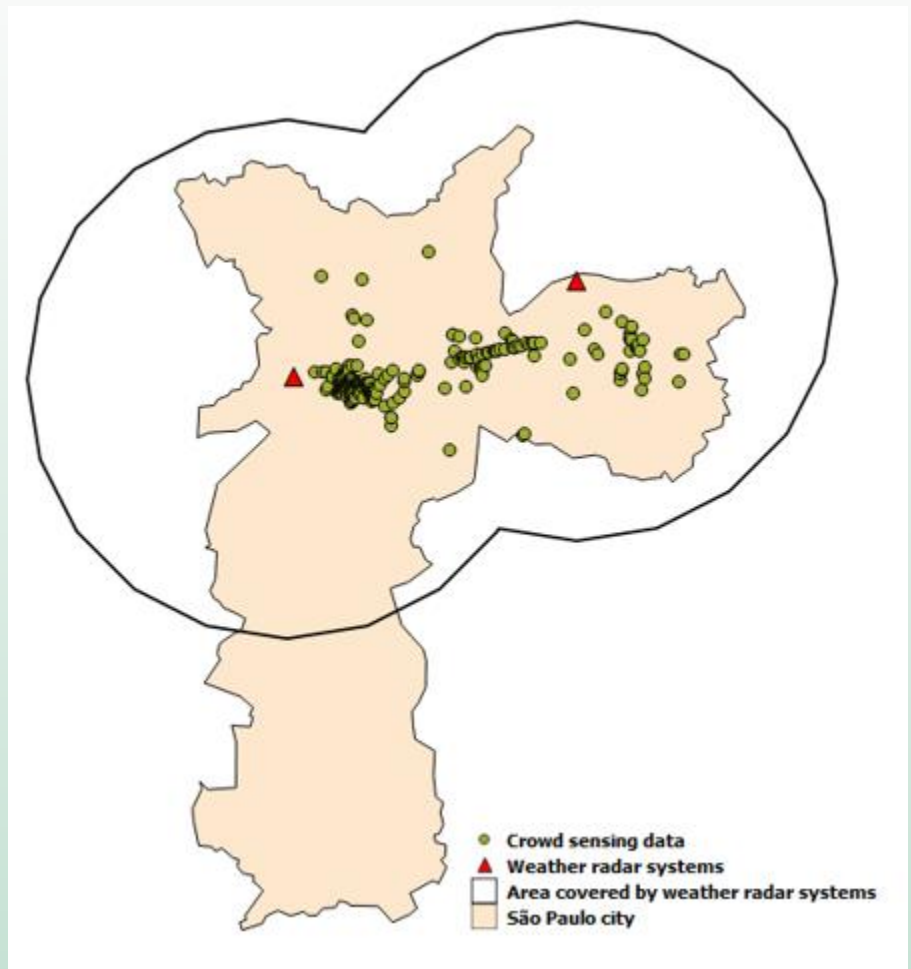 Crowd sensing data
Weather radar systems
Area covered by weather radar systems
São Paulo city